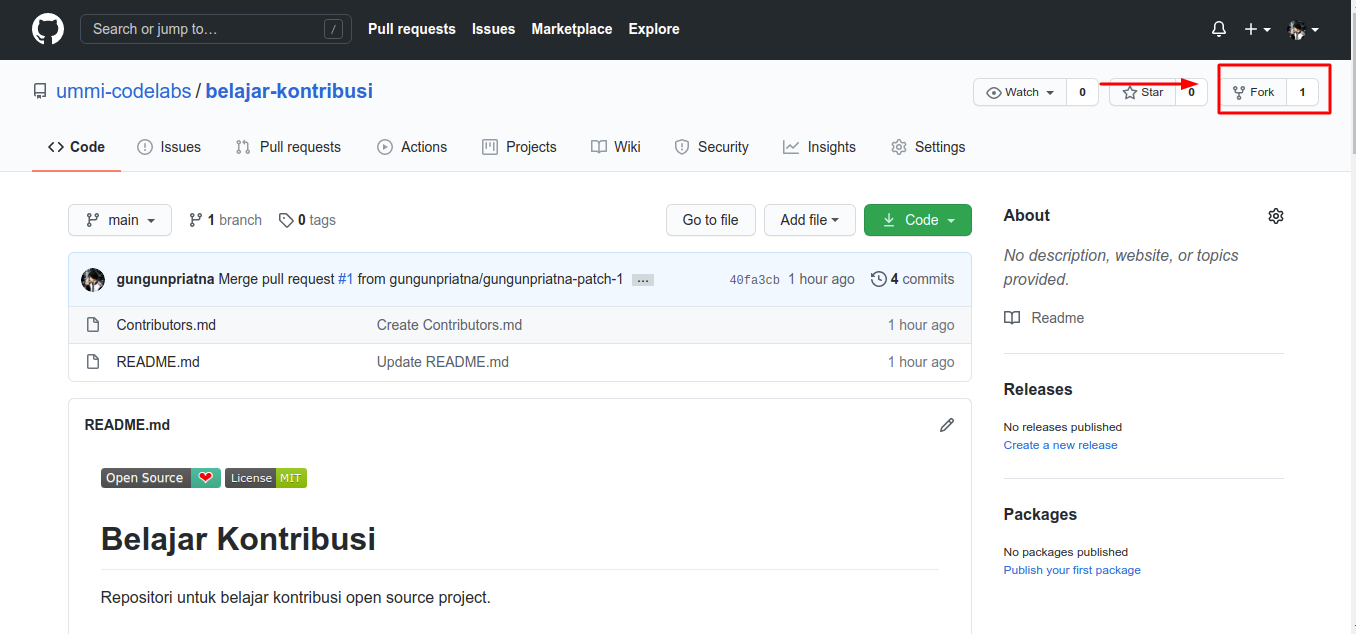 Search or jump to… / Pull requests Issues Marketplace Explore
ummi-codelabs / belajar-kontribusi Watch 0 Star 0 Fork 1
Code Issues Pull requests Actions Projects Wiki Security Insights Settings
main 1 branch 0 tags Go to file Add file Code
gungunpriatna Merge pull request #1 from gungunpriatna/gungunpriatna-patch-1 ... 40fa3cb 1 hour ago 4 commits
Contributors.md Create Contributors.md 1 hour ago
README.md Update README.md 1 hour ago
README.md
Open Source ❤ License MIT
Belajar Kontribusi
Repositori untuk belajar kontribusi open source project.
About
No description, website, or topics
provided.
Readme
Releases
No releases published
Create a new release
Packages
No packages published
Publish your first package